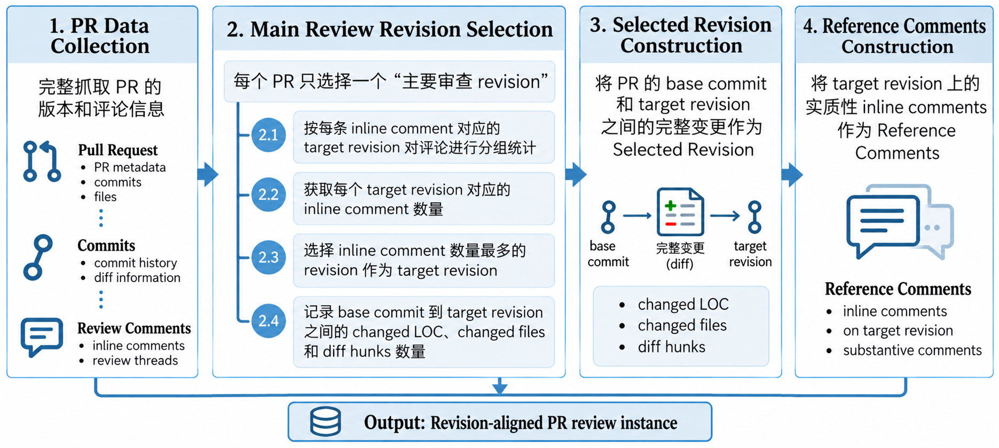 1. PR Data
Collection
完整抓取 PR 的
版本和评论信息
Pull Request
• PR metadata
• commits
• files
Commits
• commit history
• diff information
Review Comments
• inline comments
• review threads
2. Main Review Revision Selection
每个 PR 只选择一个 “主要审查 revision”
2.1
按每条 inline comment 对应的
target revision 对评论进行分组统计
2.2
获取每个 target revision 对应的
inline comment 数量
2.3
选择 inline comment 数量最多的
revision 作为 target revision
2.4
记录 base commit 到 target revision
之间的 changed LOC、changed files
和 diff hunks 数量
3. Selected Revision
Construction
将 PR 的 base commit
和 target revision
之间的完整变更作为
Selected Revision
base
commit
完整变更
(diff)
target
revision
• changed LOC
• changed files
• diff hunks
4. Reference Comments
Construction
将 target revision 上的
实质性 inline comments
作为 Reference
Comments
Reference Comments
• inline comments
• on target revision
• substantive comments
Output: Revision-aligned PR review instance